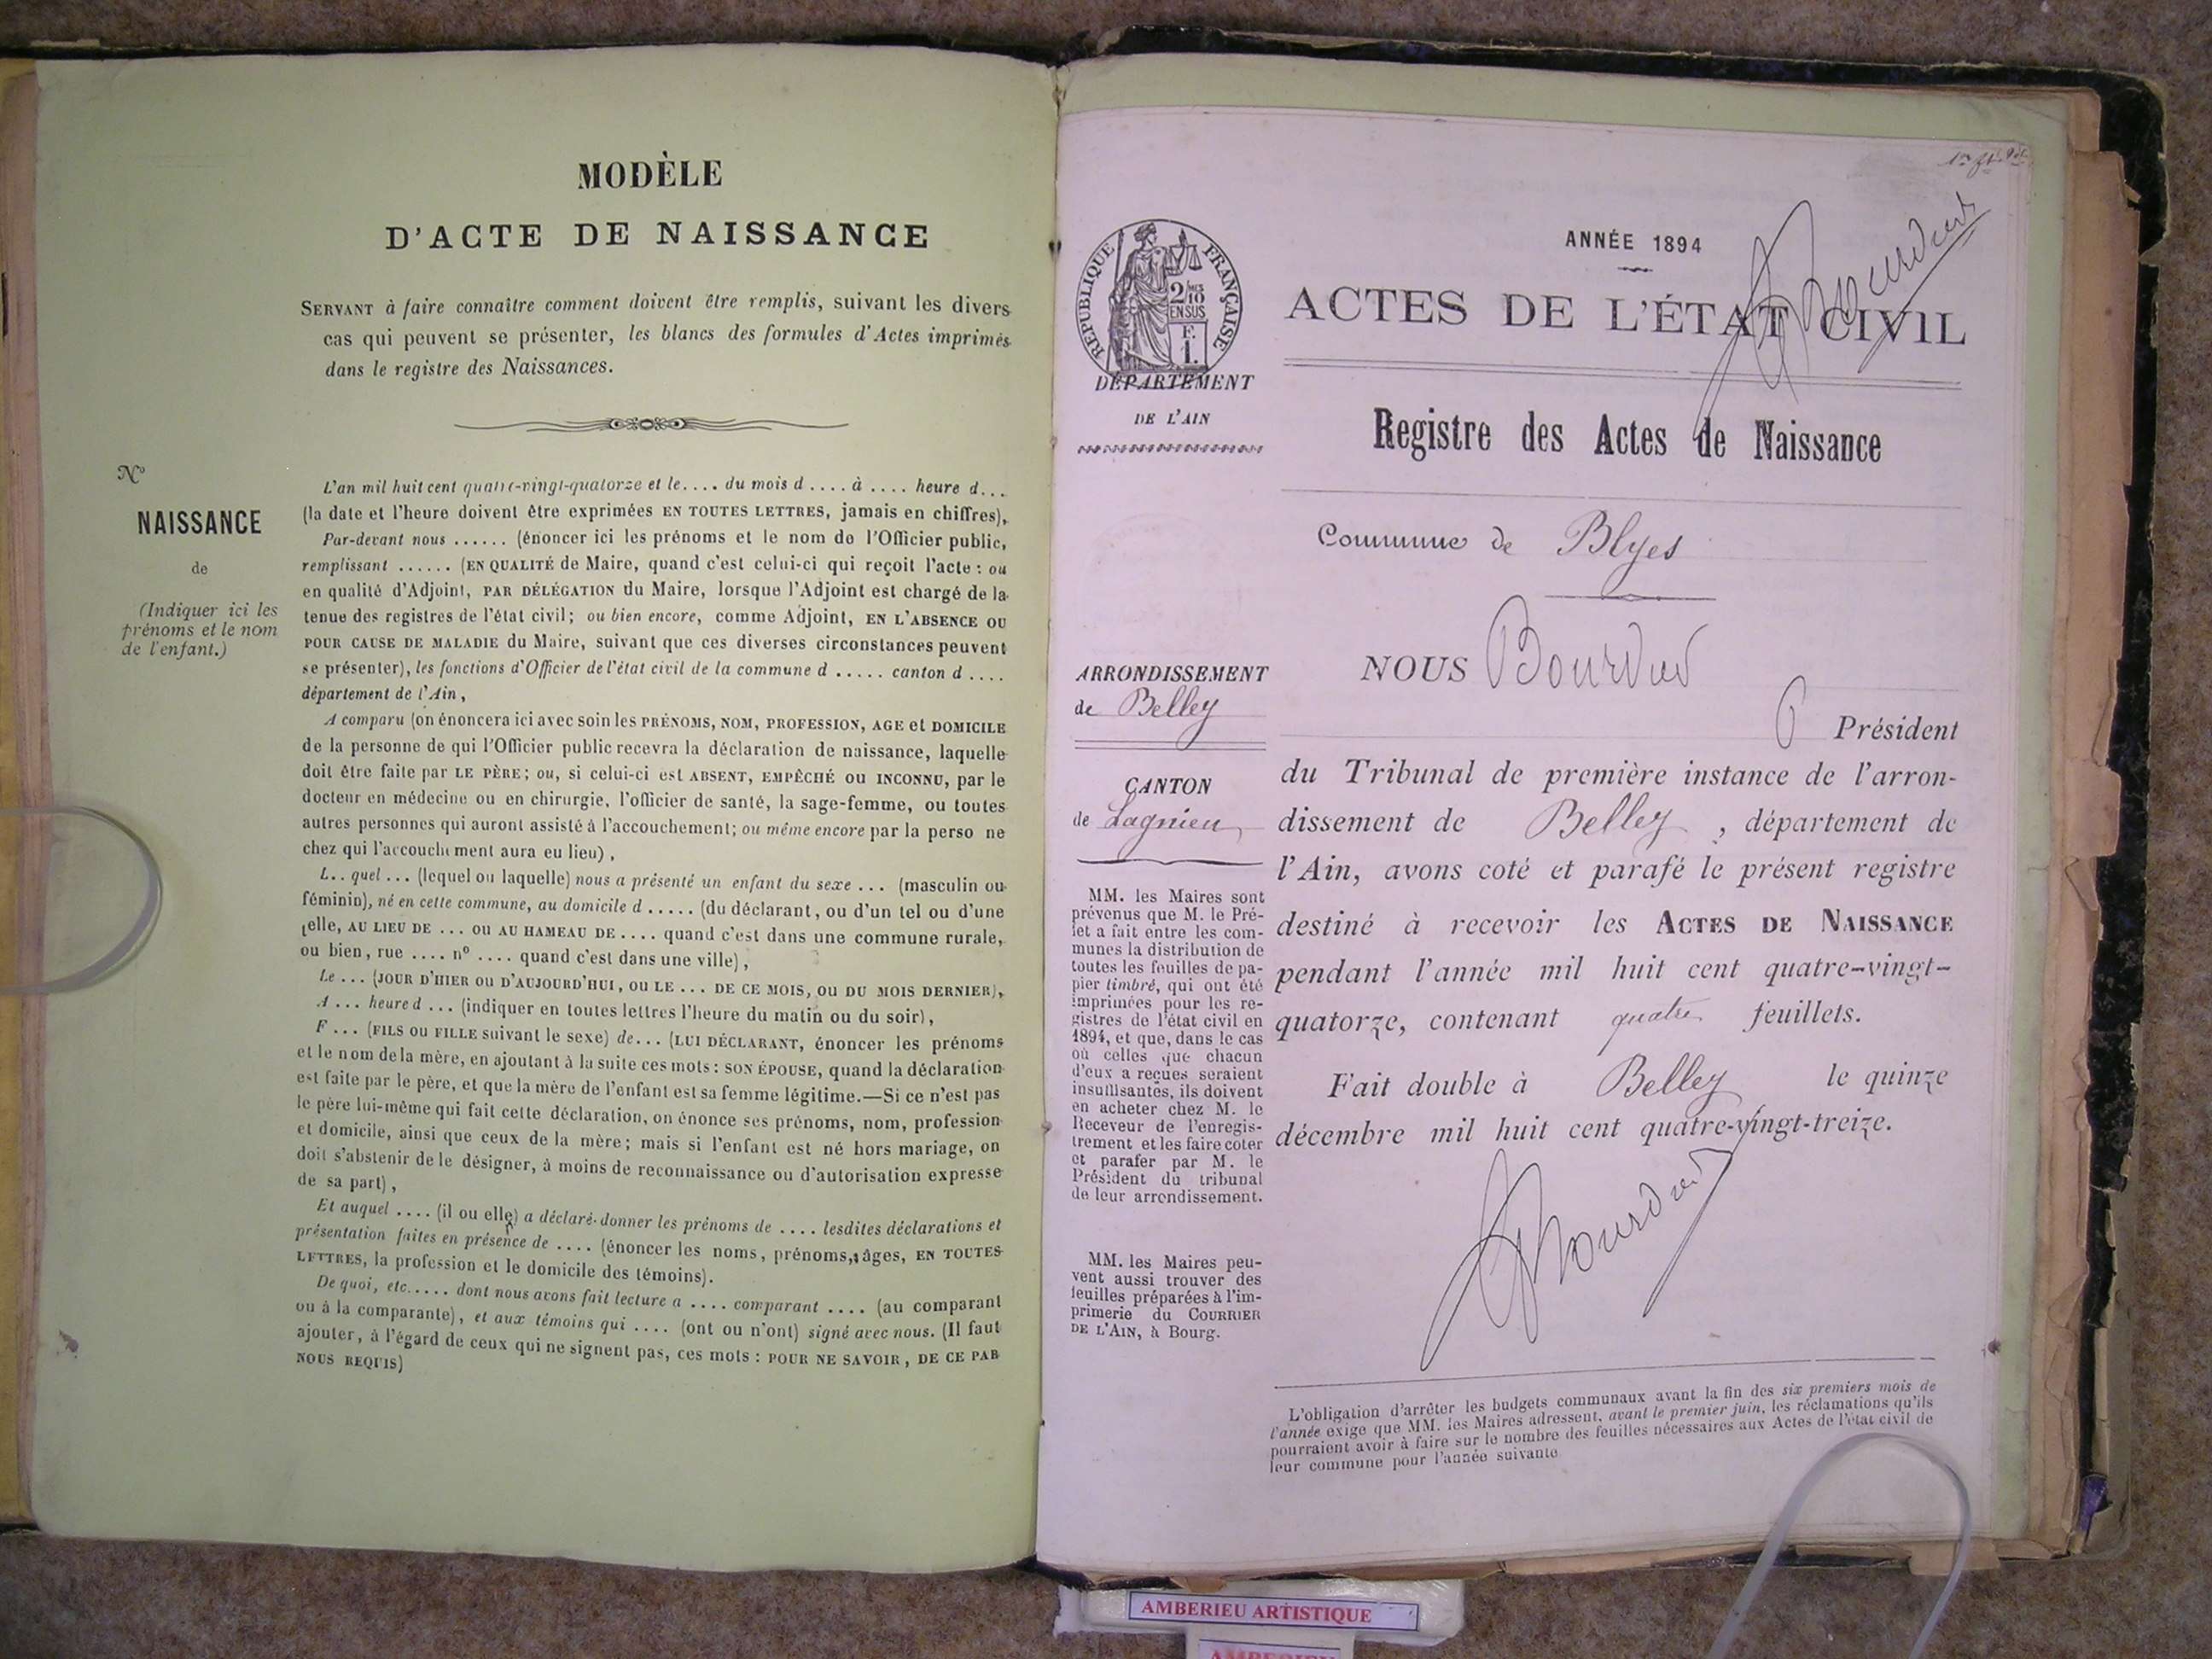 MODÈLE
D'ACTE DE NAISSANCE
SERVANT à faire connaître comment doivent être remplis, suivant les divers
cas qui peuvent se présenter, les blancs des formules d'Actes imprimés
dans le registre des Naissances.
N°
NAISSANCE
de
(Indiquer ici les
prénoms et le nom
de l'enfant.)
L'an mil huit cent quatre-vingt-quatorze et le.... du mois d .... à .... heure d...
(la date et l'heure doivent être exprimées EN TOUTES LETTRES, jamais en chiffres),
Par-devant nous ...... (énoncer ici les prénoms et le nom de l'Officier public,
remplissant ...... (EN QUALITÉ de Maire, quand c'est celui-ci qui reçoit l'acte : ou
en qualité d'Adjoint, PAR DÉLÉGATION du Maire, lorsque l'Adjoint est chargé de la
tenue des registres de l'état civil; ou bien encore, comme Adjoint, EN L'ABSENCE OU
POUR CAUSE DE MALADIE du Maire, suivant que ces diverses circonstances peuvent
se présenter), les fonctions d'Officier de l'état civil de la commune d ..... canton d ....
département de l'Ain,
A comparu (on énoncera ici avec soin les PRÉNOMS, NOM, PROFESSION, AGE et DOMICILE
de la personne de qui l'Officier public recevra la déclaration de naissance, laquelle
doit être faite par LE PÈRE; ou, si celui-ci est ABSENT, EMPÊCHÉ OU INCONNU, par le
docteur en médecine ou en chirurgie, l'officier de santé, la sage-femme, ou toutes
autres personnes qui auront assisté à l'accouchement; ou même encore par la perso ne
chez qui l'accouchement aura eu lieu),
L.. quel ... (lequel ou laquelle) nous a présenté un enfant du sexe ... (masculin ou
féminin), né en cette commune, au domicile d ..... (du déclarant, ou d'un tel ou d'une
telle, AU LIEU DE ... OU AU HAMEAU DE .... quand c'est dans une commune rurale,
ou bien, rue .... n° .... quand c'est dans une ville),
Le ... (JOUR D'HIER OU D'AUJOURD'HUI, OU LE ... DE CE MOIS, OU DU MOIS DERNIER),
A ... heure d ... (indiquer en toutes lettres l'heure du matin ou du soir),
F ... (FILS OU FILLE suivant le sexe) de... (LUI DÉCLARANT, énoncer les prénoms
et le nom de la mère, en ajoutant à la suite ces mots : SON ÉPOUSE, quand la déclaration
est faite par le père, et que la mère de l'enfant est sa femme légitime.—Si ce n'est pas
le père lui-même qui fait cette déclaration, on énonce ses prénoms, nom, profession
et domicile, ainsi que ceux de la mère; mais si l'enfant est né hors mariage, on
doit s'abstenir de le désigner, à moins de reconnaissance ou d'autorisation expresse
de sa part),
Et auquel .... (il ou elle) a déclaré donner les prénoms de .... lesdites déclarations et
présentation faites en présence de .... (énoncer les noms, prénoms, âges, EN TOUTES
LETTRES, la profession et le domicile des témoins).
De quoi, etc..... dont nous avons fait lecture a .... comparant .... (au comparant
ou à la comparante), et aux témoins qui .... (ont ou n'ont) signé avec nous. (Il faut
ajouter, à l'égard de ceux qui ne signent pas, ces mots : POUR NE SAVOIR, DE CE PAR
NOUS REQUIS)
RÉPUBLIQUE FRANÇAISE
2/10 MES
EN SUS
F.
1.
DÉPARTEMENT
DE L'AIN
ARRONDISSEMENT
de Belley
CANTON
de Lagnieu
MM. les Maires sont
prévenus que M. le Pré-
fet a fait entre les com-
munes la distribution de
toutes les feuilles de pa-
pier timbré, qui ont été
imprimées pour les re-
gistres de l'état civil en
1894, et que, dans le cas
où celles que chacun
d'eux a reçues seraient
insuffisantes, ils doivent
en acheter chez M. le
Receveur de l'enregis-
trement et les faire coter
et parafer par M. le
Président du tribunal
de leur arrondissement.
MM. les Maires peu-
vent aussi trouver des
feuilles préparées à l'im-
primerie du COURRIER
DE L'AIN, à Bourg.
ANNÉE 1894
ACTES DE L'ÉTAT CIVIL
Registre des Actes de Naissance
Commune de Blyes
NOUS
Président
du Tribunal de première instance de l'arron-
dissement de Belley, département de
l'Ain, avons coté et parafé le présent registre
destiné à recevoir les ACTES DE NAISSANCE
pendant l'année mil huit cent quatre-vingt-
quatorze, contenant quatre feuillets.
Fait double à Belley le quinze
décembre mil huit cent quatre-vingt-treize.
L'obligation d'arrêter les budgets communaux avant la fin des six premiers mois de
l'année exige que MM. les Maires adressent, avant le premier juin, les réclamations qu'ils
pourraient avoir à faire sur le nombre des feuilles nécessaires aux Actes de l'état civil de
leur commune pour l'année suivante
AMBERIEU ARTISTIQUE